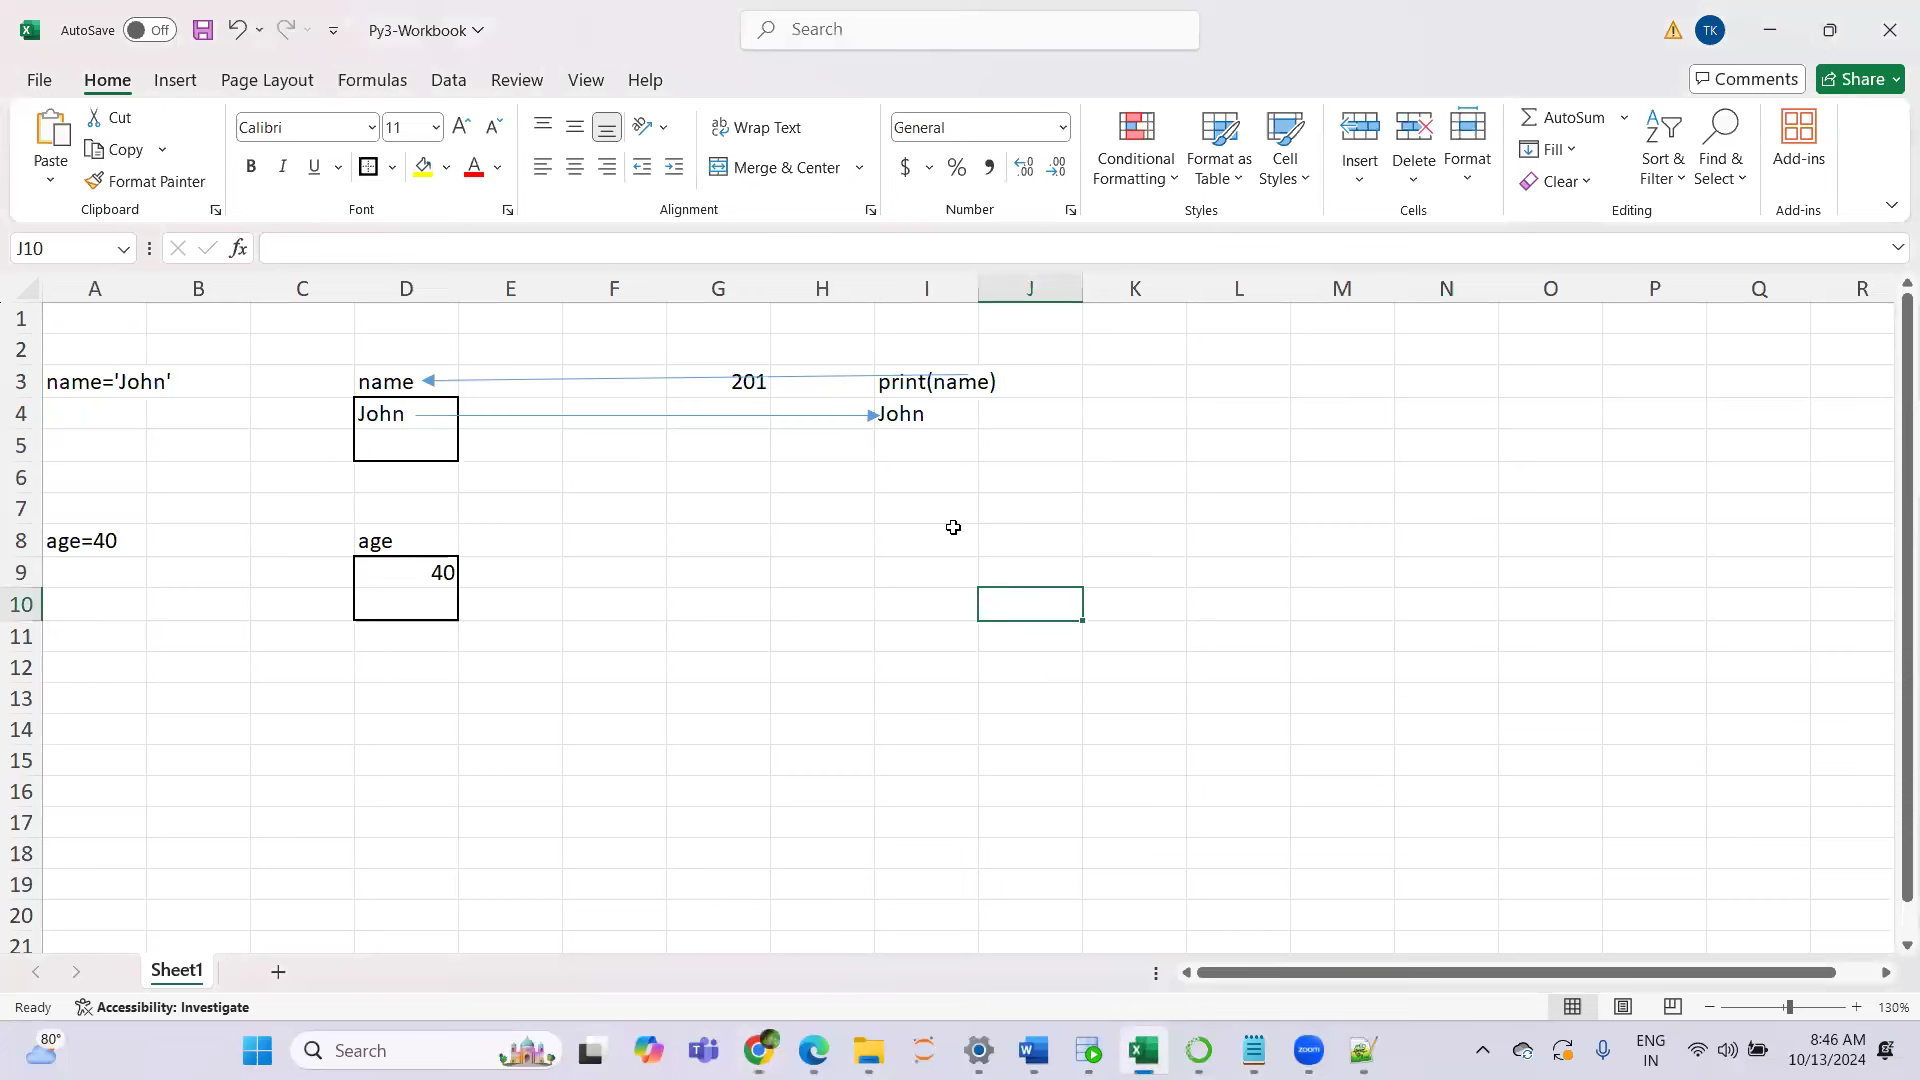 AutoSave Off Py3-Workbook Search TK
File Home Insert Page Layout Formulas Data Review View Help Comments Share
Paste Cut Copy Format Painter Clipboard
Calibri 11 B I U A Font
ab Wrap Text Merge & Center Alignment
General $ % , .00 Number
Conditional Formatting Format as Table Cell Styles Styles
Insert Delete Format Cells
AutoSum Fill Clear Sort & Filter Find & Select Editing
Add-ins Add-ins
J10 fx
A B C D E F G H I J K L M N O P Q R
1
2
3 name='John' name 201 print(name)
4 John John
5
6
7
8 age=40 age
9 40
10
11
12
13
14
15
16
17
18
19
20
21
Sheet1
Ready Accessibility: Investigate 130%
80° Search zoom ENG IN 8:46 AM 10/13/2024